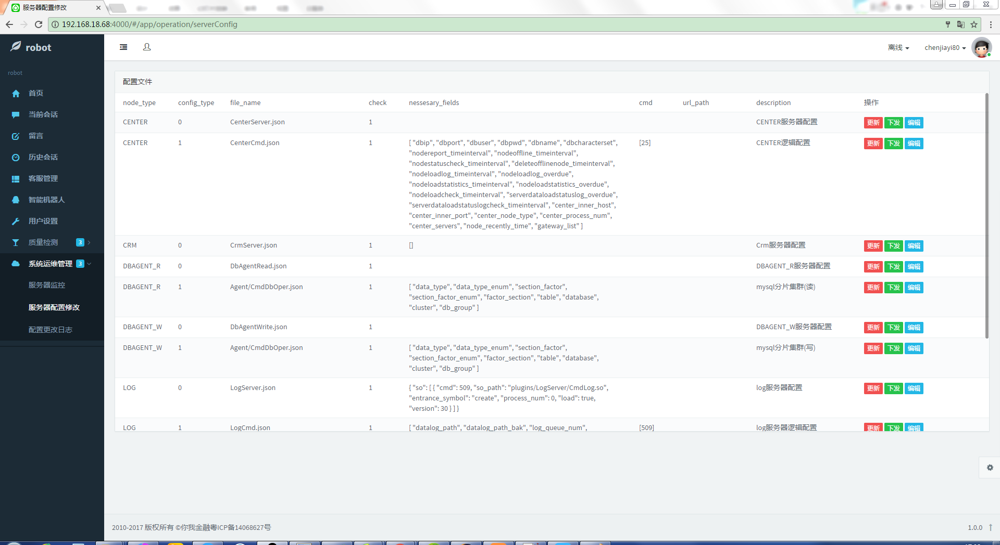 服务器配置修改
192.168.18.68:4000/#/app/operation/serverConfig
robot
离线
chenjiayi80
robot
首页
当前会话
留言
历史会话
客服管理
智能机器人
用户设置
质量检测 3
系统运维管理 3
服务器监控
服务器配置修改
配置更改日志
配置文件
node_type config_type file_name check nessesary_fields cmd url_path description 操作
CENTER 0 CenterServer.json 1 CENTER服务器配置 更新 下发 编辑
CENTER 1 CenterCmd.json 1 [ "dbip", "dbport", "dbuser", "dbpwd", "dbname", "dbcharacterset", [25] CENTER逻辑配置 更新 下发 编辑
"nodereport_timeinterval", "nodeoffline_timeinterval",
"nodestatuscheck_timeinterval", "deleteofflinenode_timeinterval",
"nodeloadlog_timeinterval", "nodeloadlog_overdue",
"nodeloadstatistics_timeinterval", "nodeloadstatistics_overdue",
"nodeloadcheck_timeinterval", "serverdataloadstatuslog_overdue",
"serverdataloadstatuslogcheck_timeinterval", "center_inner_host",
"center_inner_port", "center_node_type", "center_process_num",
"center_servers", "node_recently_time", "gateway_list" ]
CRM 0 CrmServer.json 1 [] Crm服务器配置 更新 下发 编辑
DBAGENT_R 0 DbAgentRead.json 1 DBAGENT_R服务器配置 更新 下发 编辑
DBAGENT_R 1 Agent/CmdDbOper.json 1 [ "data_type", "data_type_enum", "section_factor", mysql分片集群(读) 更新 下发 编辑
"section_factor_enum", "factor_section", "table", "database",
"cluster", "db_group" ]
DBAGENT_W 0 DbAgentWrite.json 1 DBAGENT_W服务器配置 更新 下发 编辑
DBAGENT_W 1 Agent/CmdDbOper.json 1 [ "data_type", "data_type_enum", "section_factor", mysql分片集群(写) 更新 下发 编辑
"section_factor_enum", "factor_section", "table", "database",
"cluster", "db_group" ]
LOG 0 LogServer.json 1 { "so": [ { "cmd": 509, "so_path": "plugins/LogServer/CmdLog.so", log服务器配置 更新 下发 编辑
"entrance_symbol": "create", "process_num": 0, "load": true,
"version": 30 } ] }
LOG 1 LogCmd.json 1 [ "datalog_path", "datalog_path_bak", "log_queue_num", [509] log服务器逻辑配置 更新 下发 编辑
2010-2017 版权所有 ©你我金融粤ICP备14068627号
1.0.0